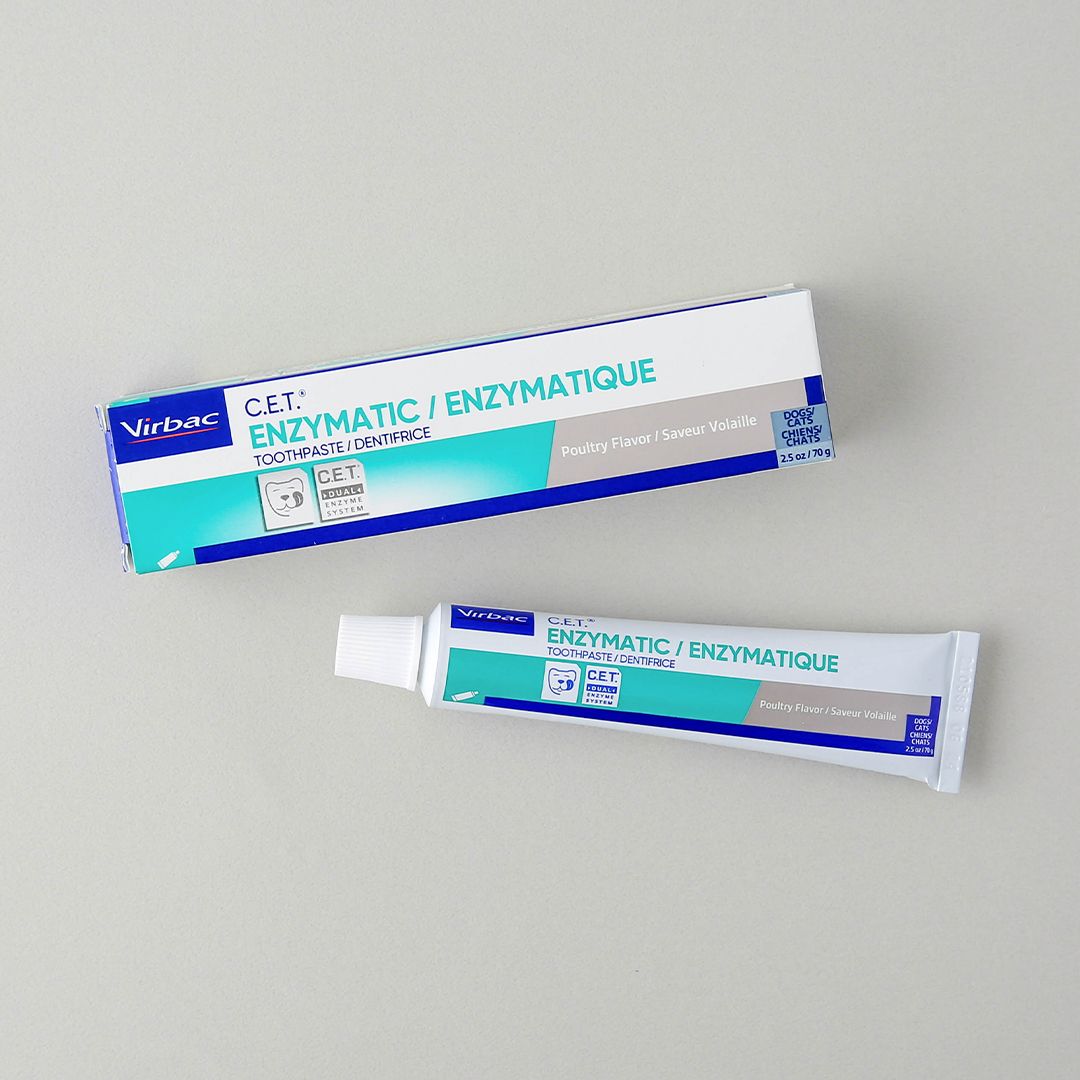 Virbac
C.E.T.®
ENZYMATIC / ENZYMATIQUE
TOOTHPASTE / DENTIFRICE
C.E.T.
DUAL
ENZYME
SYSTEM
Poultry Flavor / Saveur Volaille
DOGS/
CATS
CHIENS/
CHATS
2.5 oz / 70 g
Virbac
C.E.T.®
ENZYMATIC / ENZYMATIQUE
TOOTHPASTE / DENTIFRICE
C.E.T.
DUAL
ENZYME
SYSTEM
Poultry Flavor / Saveur Volaille
DOGS/
CATS
CHIENS/
CHATS
2.5 oz / 70 g